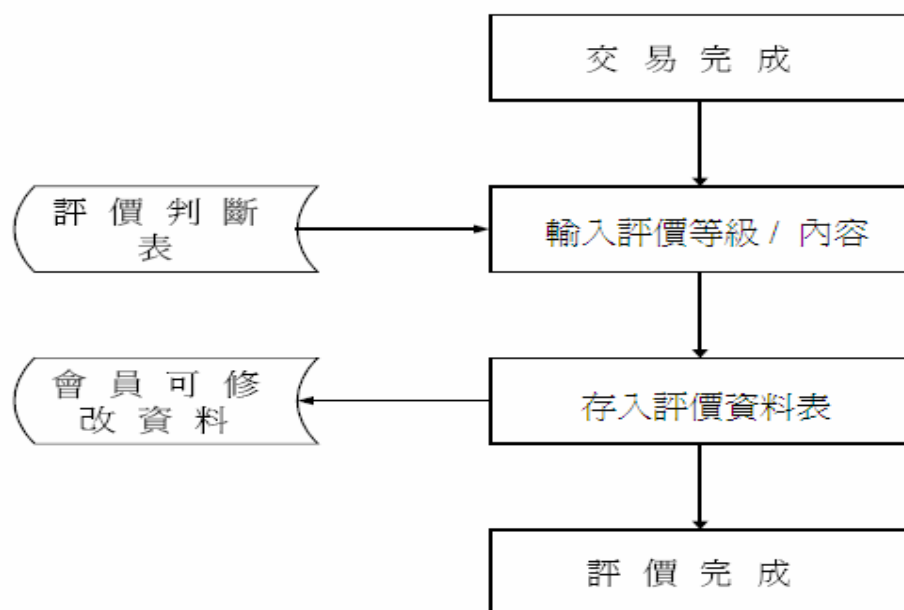 交易完成
評價判斷
表
輸入評價等級 / 內容
會員可修
改資料
存入評價資料表
評價完成